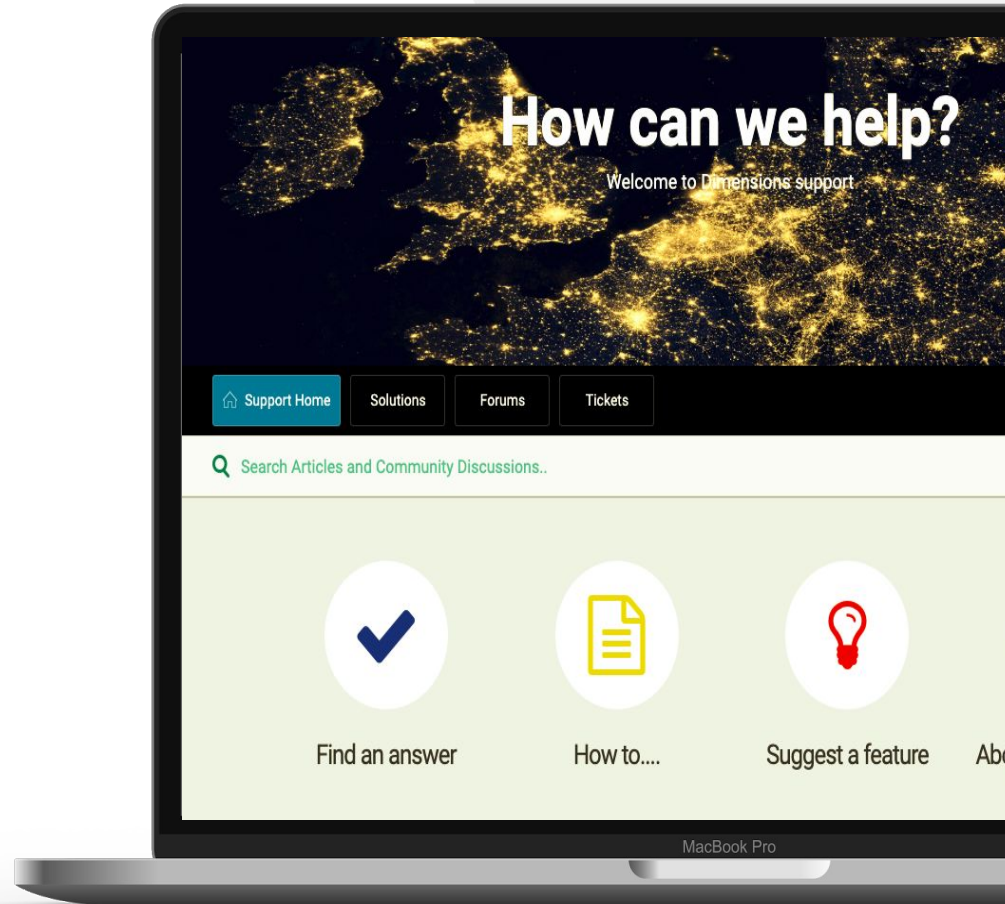 How can we help?
Welcome to Dimensions support
Support Home
Solutions
Forums
Tickets
Search Articles and Community Discussions..
Find an answer
How to....
Suggest a feature
MacBook Pro